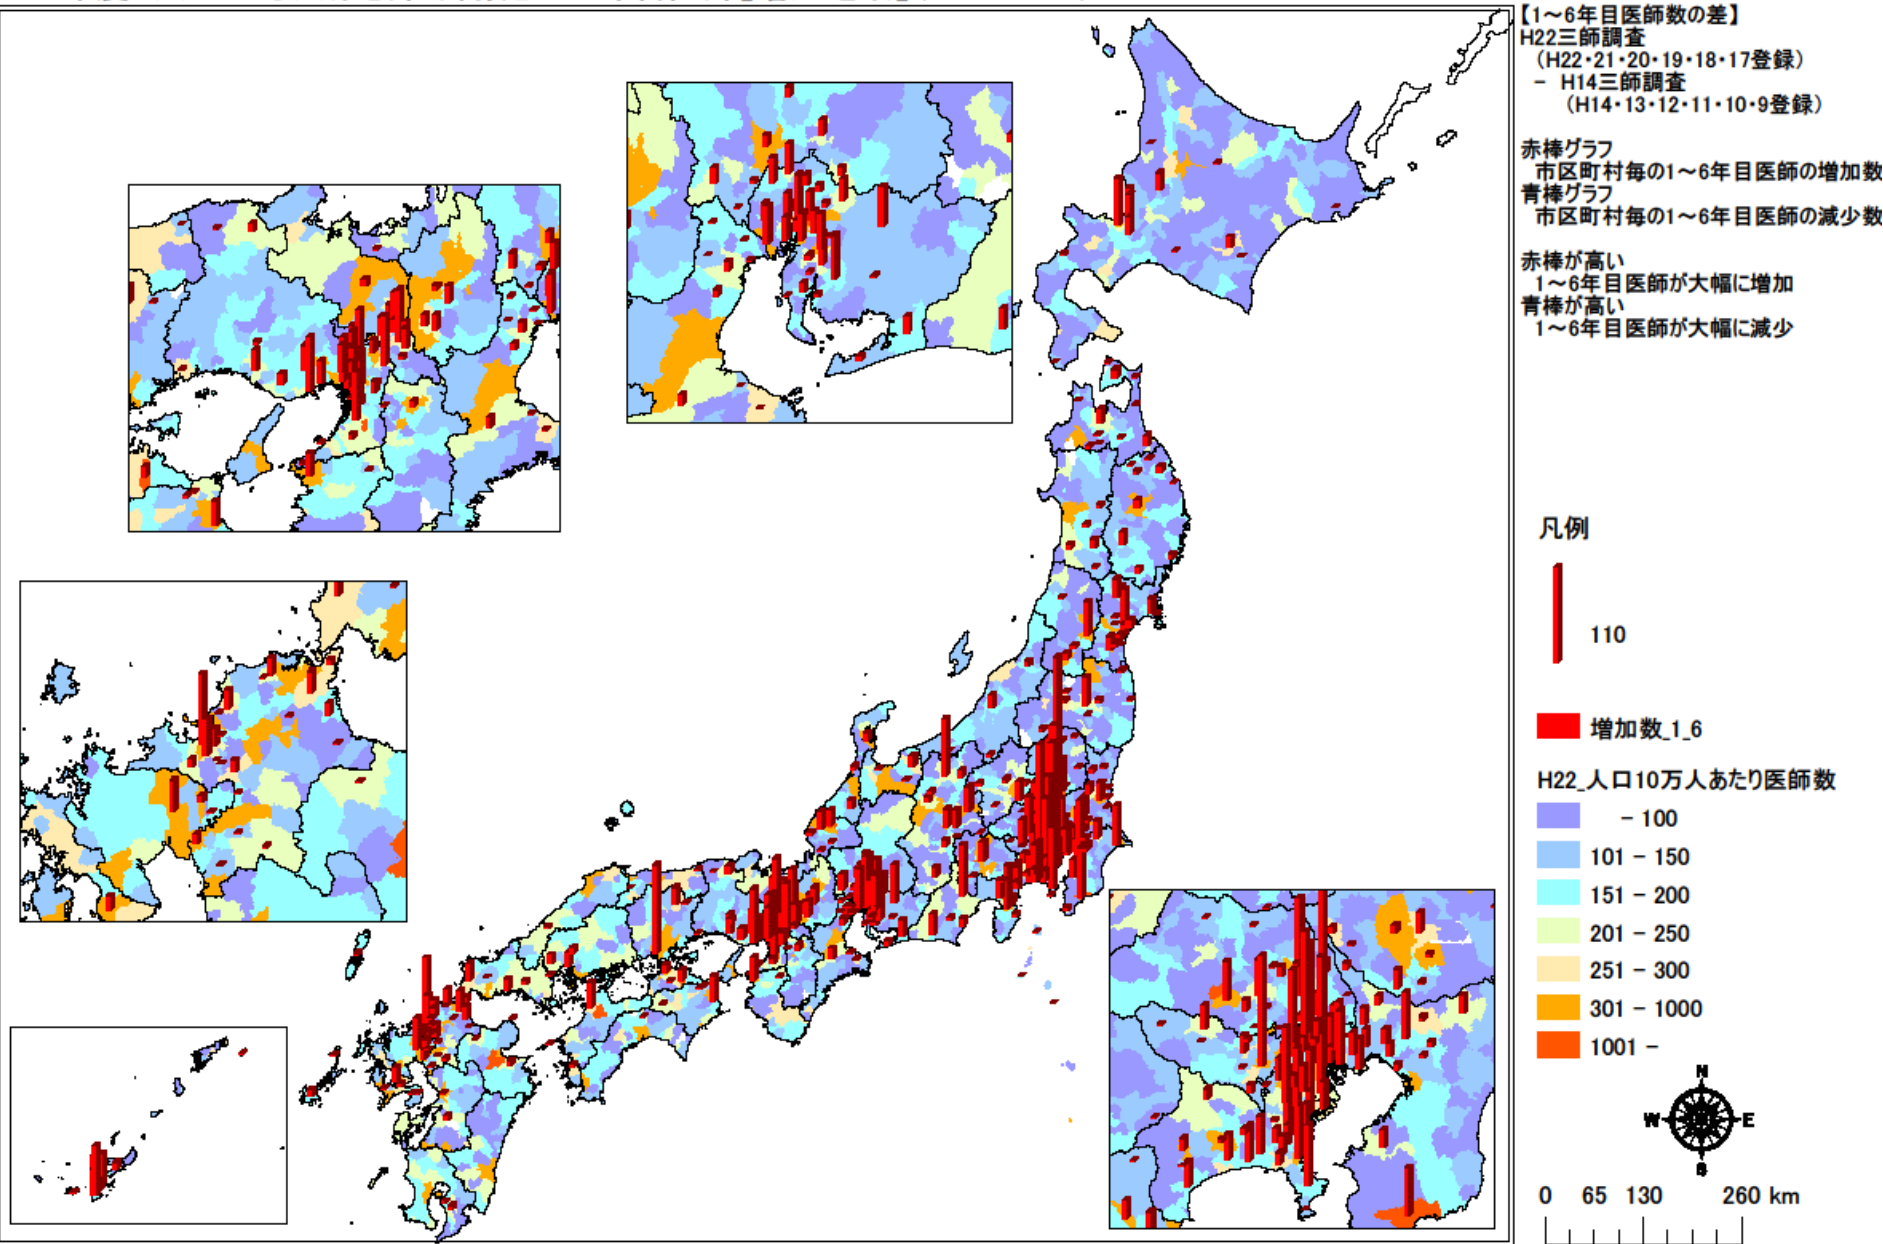 【1～6年目医師数の差】
H22三師調査
（H22・21・20・19・18・17登録）
－ H14三師調査
（H14・13・12・11・10・9登録）
赤棒グラフ
市区町村毎の1～6年目医師の増加数
青棒グラフ
市区町村毎の1～6年目医師の減少数
赤棒が高い
1～6年目医師が大幅に増加
青棒が高い
1～6年目医師が大幅に減少
凡例
110
増加数_1_6
H22_人口10万人あたり医師数
- 100
101 - 150
151 - 200
201 - 250
251 - 300
301 - 1000
1001 -
N
W E
S
0 65 130 260 km